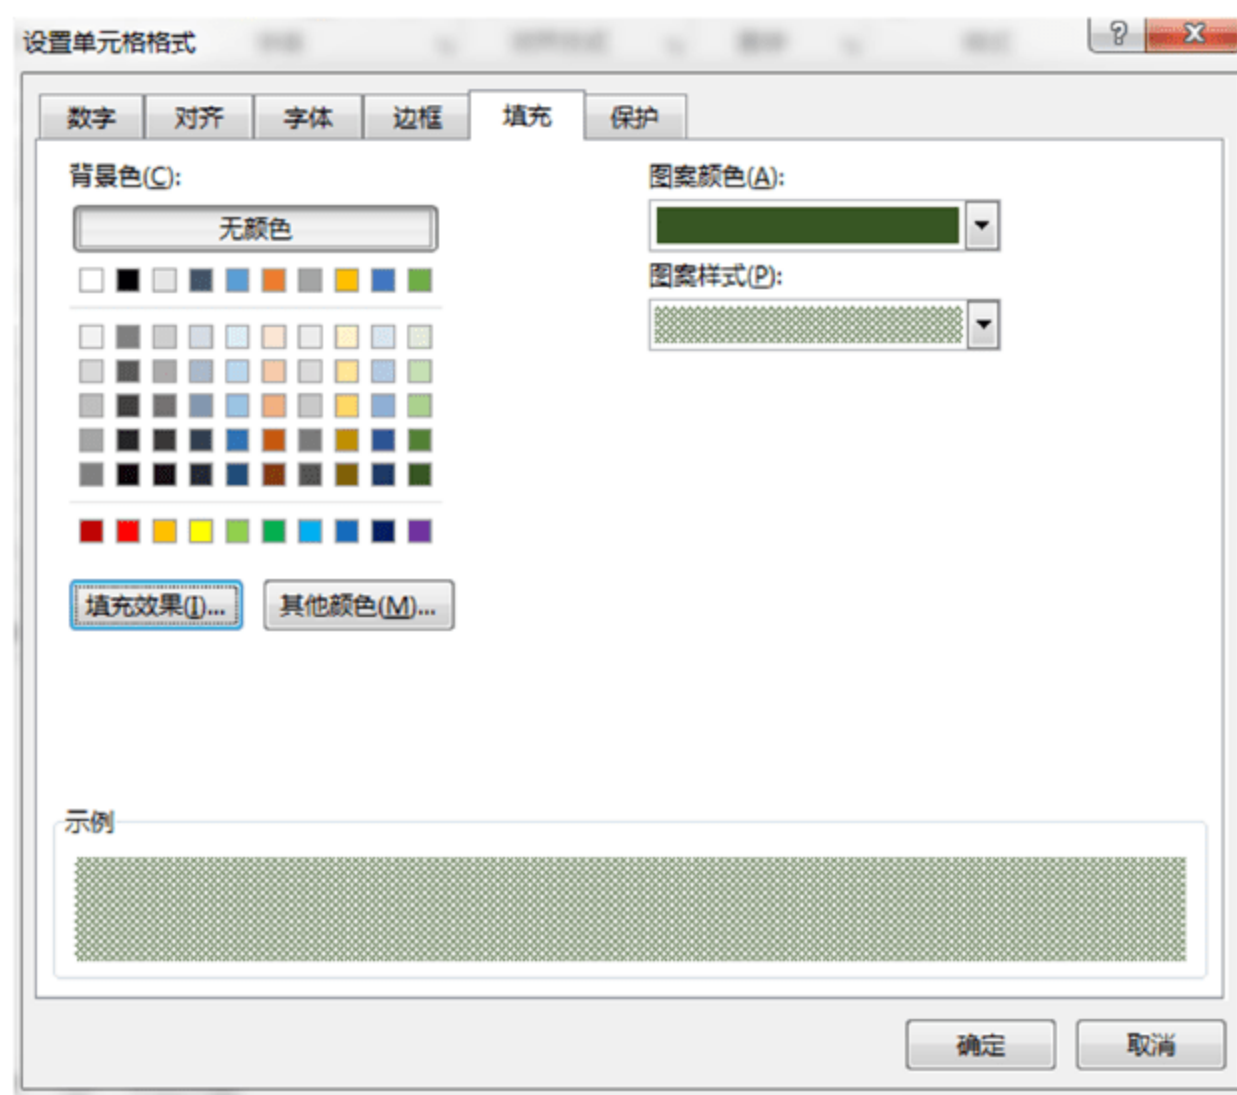 设置单元格格式
数字 对齐 字体 边框 填充 保护
背景色(C):
无颜色
图案颜色(A):
图案样式(P):
填充效果(I)... 其他颜色(M)...
示例
确定 取消